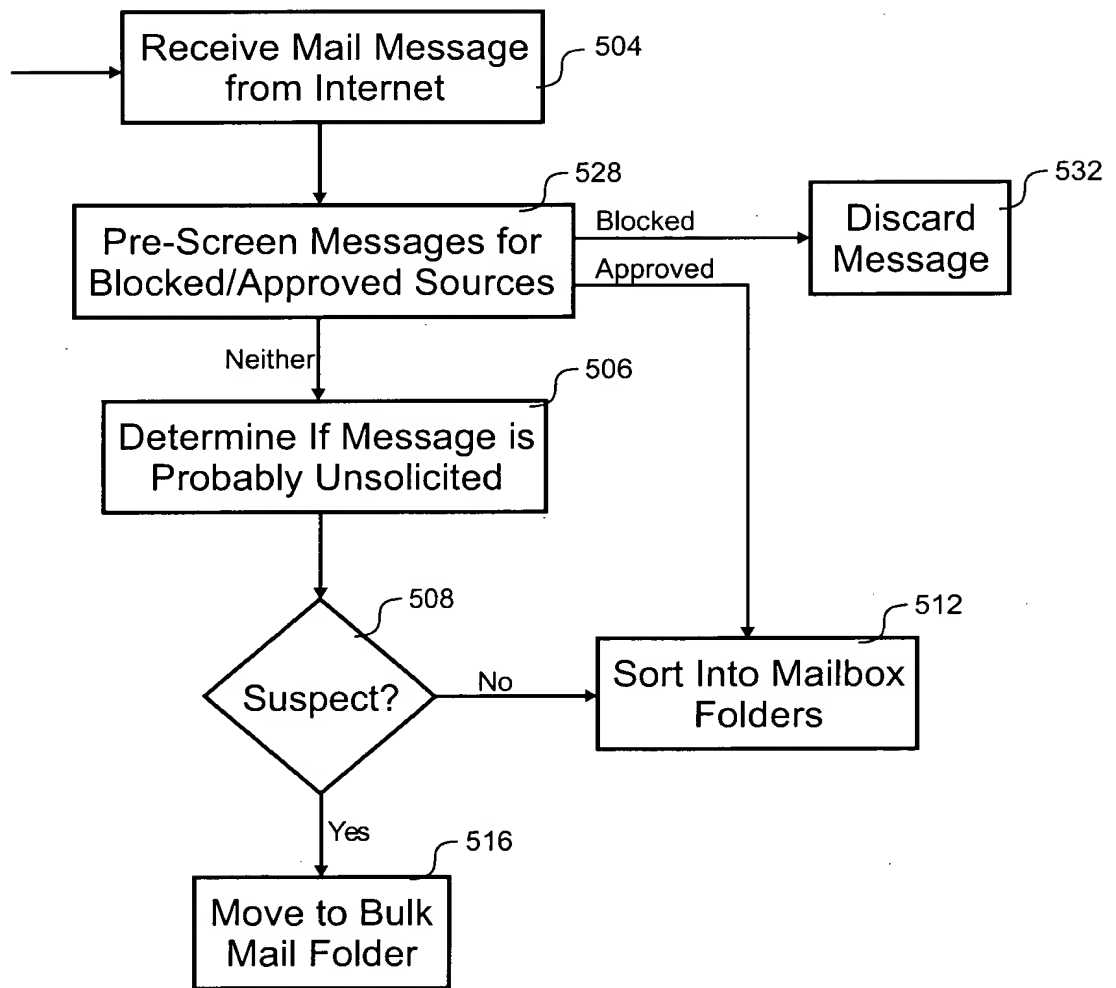 Receive Mail Message
from Internet
504
528
Pre-Screen Messages for
Blocked/Approved Sources
Blocked
Approved
532
Discard
Message
Neither
506
Determine If Message is
Probably Unsolicited
508
Suspect?
No
512
Sort Into Mailbox
Folders
Yes
516
Move to Bulk
Mail Folder